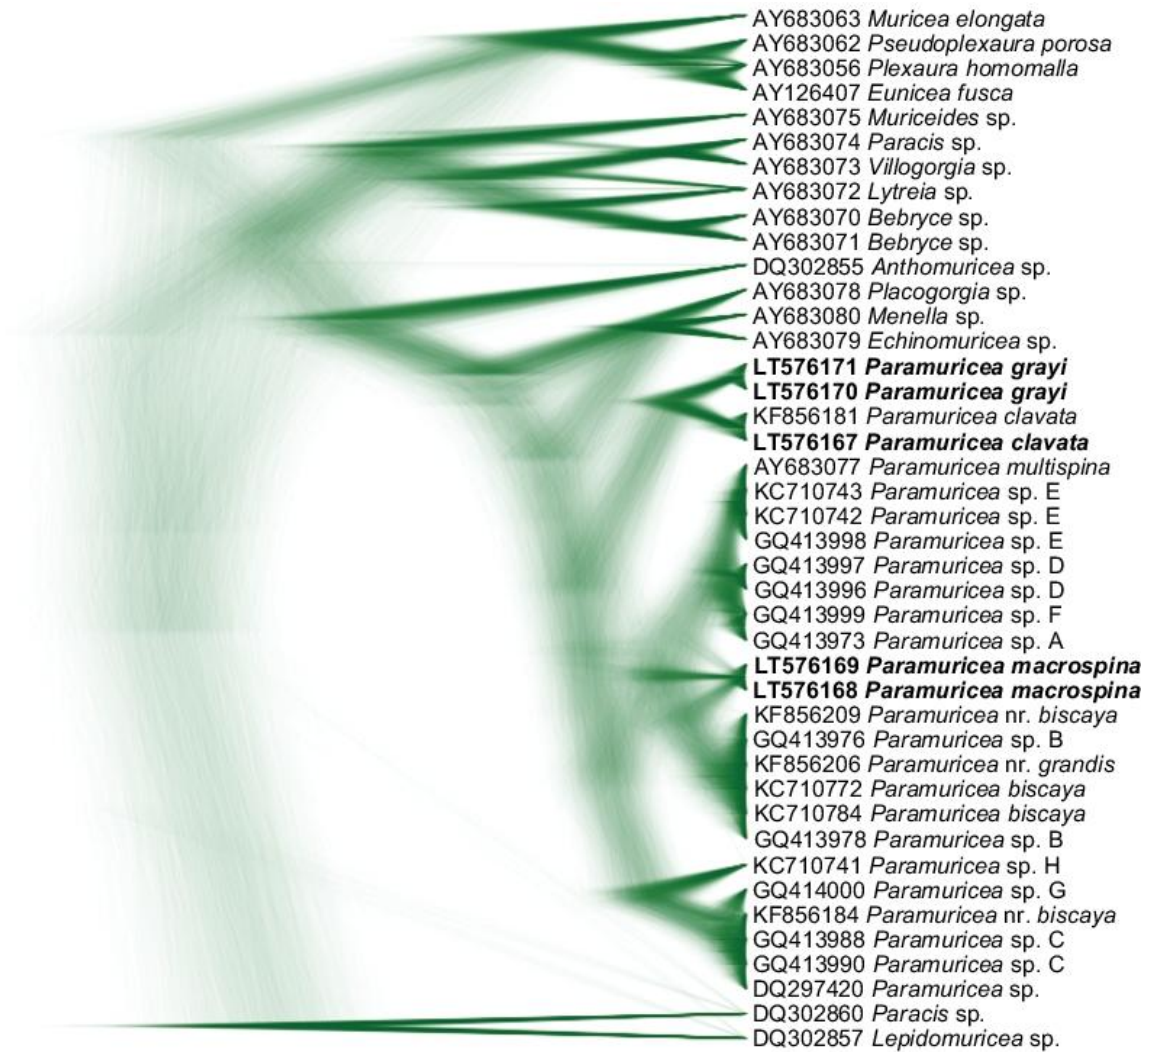 AY683063 Muricea elongata
AY683062 Pseudoplexaura porosa
AY683056 Plexaura homomalla
AY126407 Eunicea fusca
AY683075 Muriceides sp.
AY683074 Paracis sp.
AY683073 Villogorgia sp.
AY683072 Lytreia sp.
AY683070 Bebryce sp.
AY683071 Bebryce sp.
DQ302855 Anthomuricea sp.
AY683078 Placogorgia sp.
AY683080 Menella sp.
AY683079 Echinomuricea sp.
LT576171 Paramuricea grayi
LT576170 Paramuricea grayi
KF856181 Paramuricea clavata
LT576167 Paramuricea clavata
AY683077 Paramuricea multispina
KC710743 Paramuricea sp. E
KC710742 Paramuricea sp. E
GQ413998 Paramuricea sp. E
GQ413997 Paramuricea sp. D
GQ413996 Paramuricea sp. D
GQ413999 Paramuricea sp. F
GQ413973 Paramuricea sp. A
LT576169 Paramuricea macrospina
LT576168 Paramuricea macrospina
KF856209 Paramuricea nr. biscaya
GQ413976 Paramuricea sp. B
KF856206 Paramuricea nr. grandis
KC710772 Paramuricea biscaya
KC710784 Paramuricea biscaya
GQ413978 Paramuricea sp. B
KC710741 Paramuricea sp. H
GQ414000 Paramuricea sp. G
KF856184 Paramuricea nr. biscaya
GQ413988 Paramuricea sp. C
GQ413990 Paramuricea sp. C
DQ297420 Paramuricea sp.
DQ302860 Paracis sp.
DQ302857 Lepidomuricea sp.